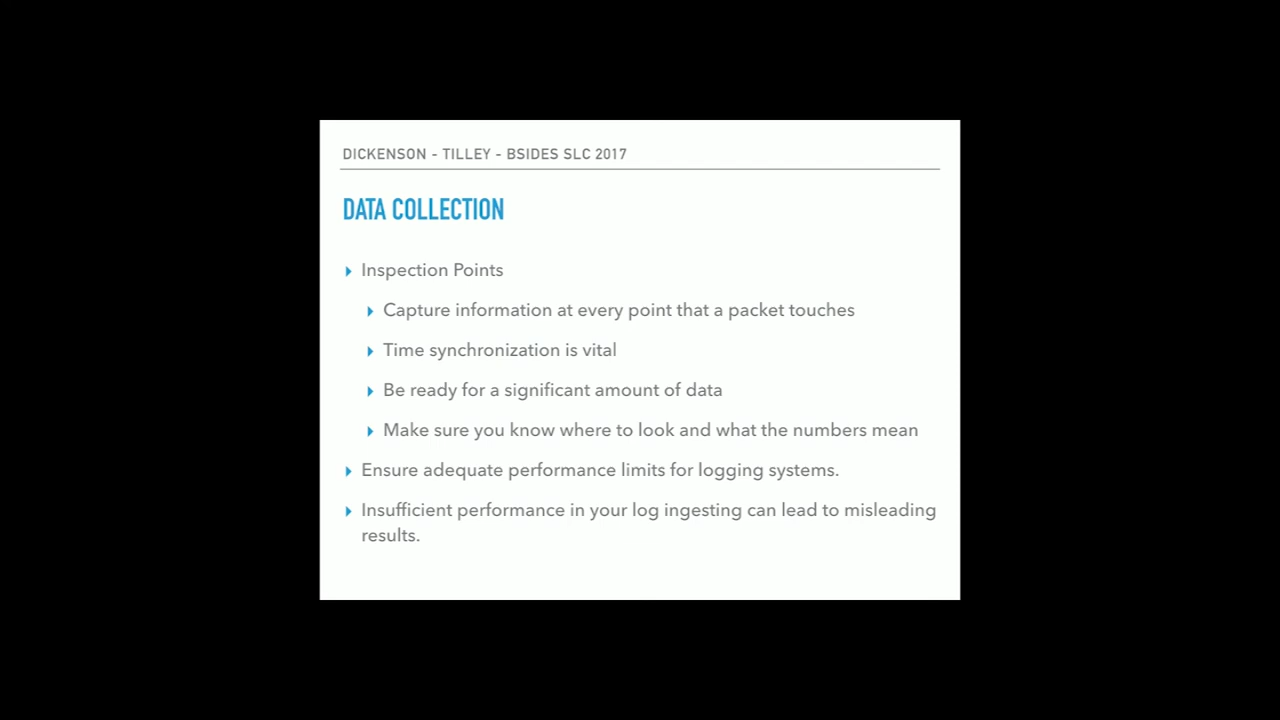 DICKENSON - TILLEY - BSIDES SLC 2017
DATA COLLECTION
Inspection Points
Capture information at every point that a packet touches
Time synchronization is vital
Be ready for a significant amount of data
Make sure you know where to look and what the numbers mean
Ensure adequate performance limits for logging systems.
Insufficient performance in your log ingesting can lead to misleading
results.